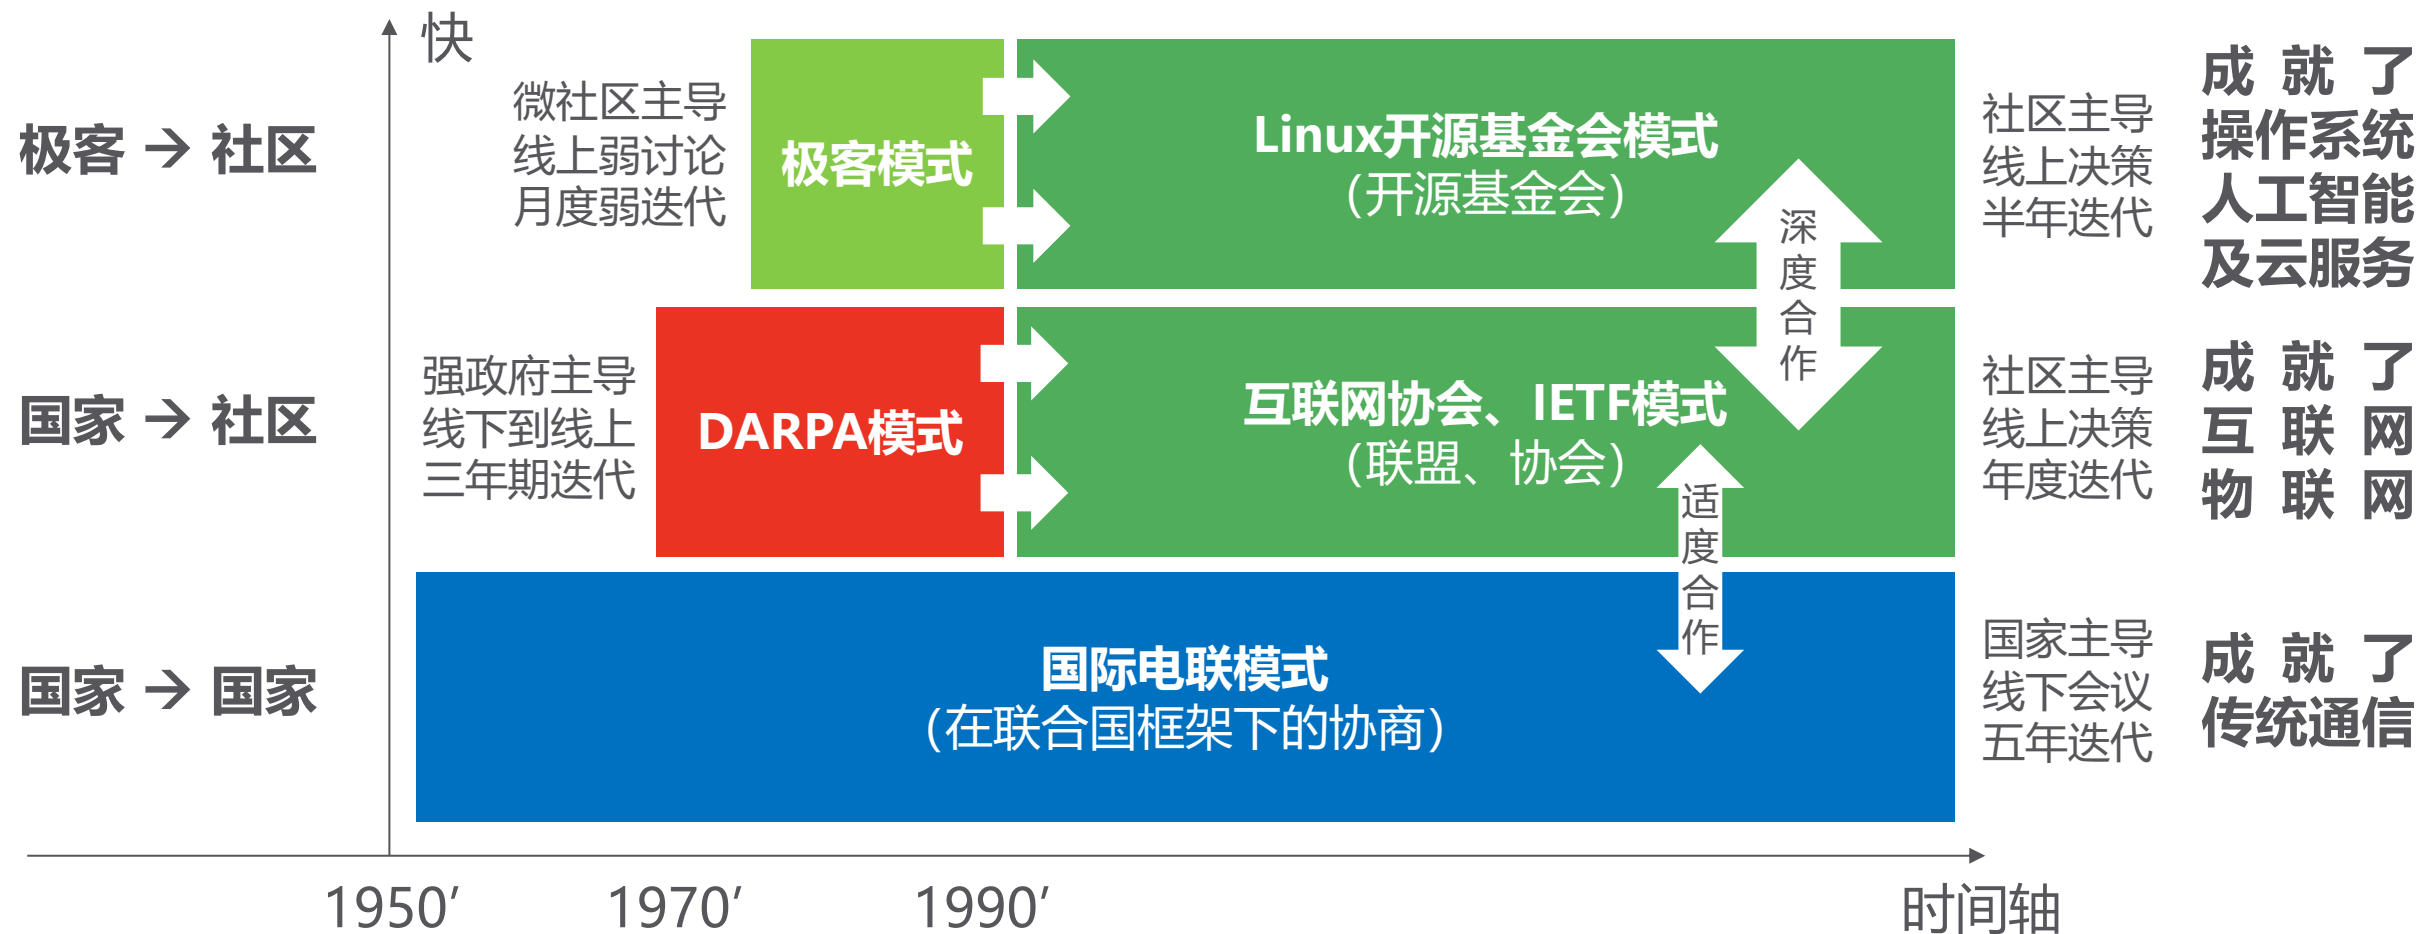 快
极客 → 社区
微社区主导
线上弱讨论
月度弱迭代
极客模式
Linux开源基金会模式
（开源基金会）
社区主导
线上决策
半年迭代
成就了
操作系统
人工智能
及云服务
深度合作
国家 → 社区
强政府主导
线下到线上
三年期迭代
DARPA模式
互联网协会、IETF模式
（联盟、协会）
社区主导
线上决策
年度迭代
成就了
互联网
物联网
适度合作
国家 → 国家
国际电联模式
（在联合国框架下的协商）
国家主导
线下会议
五年迭代
成就了
传统通信
1950′
1970′
1990′
时间轴